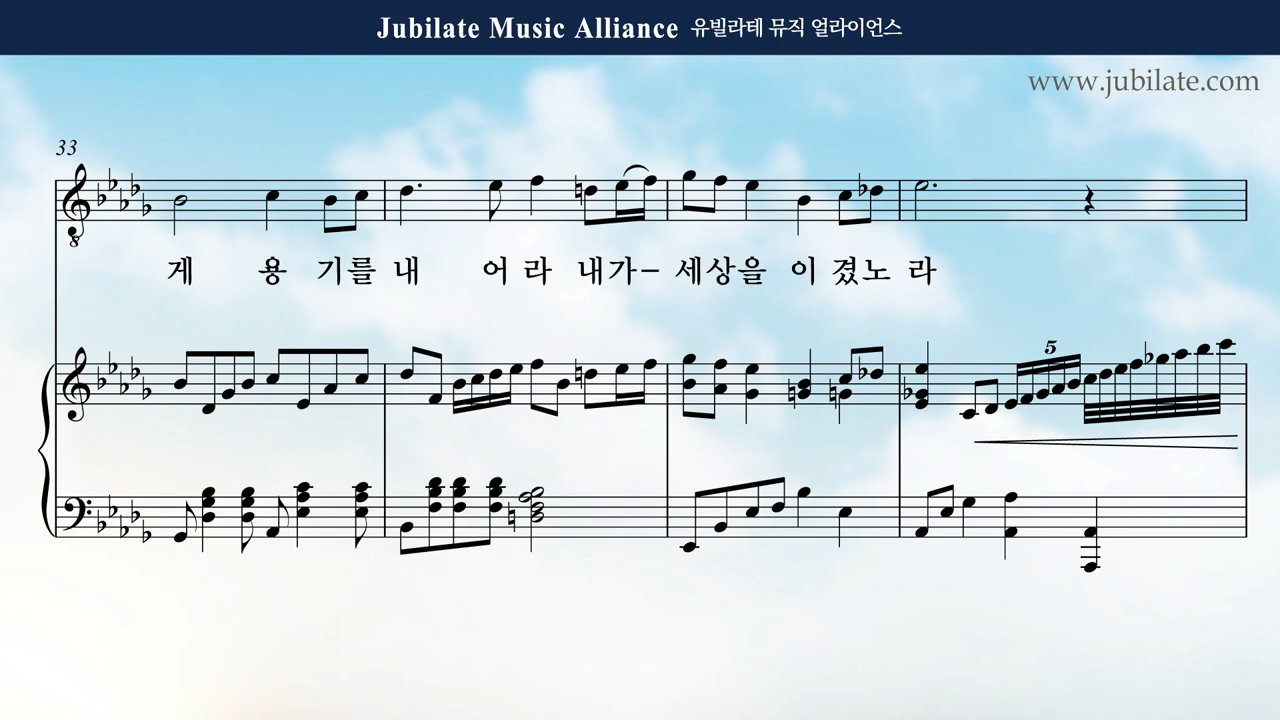 Jubilate Music Alliance 유빌라테 뮤직 얼라이언스
www.jubilate.com
33
게 용 기를 내 어 라 내가- 세상을 이 겼노 라
5